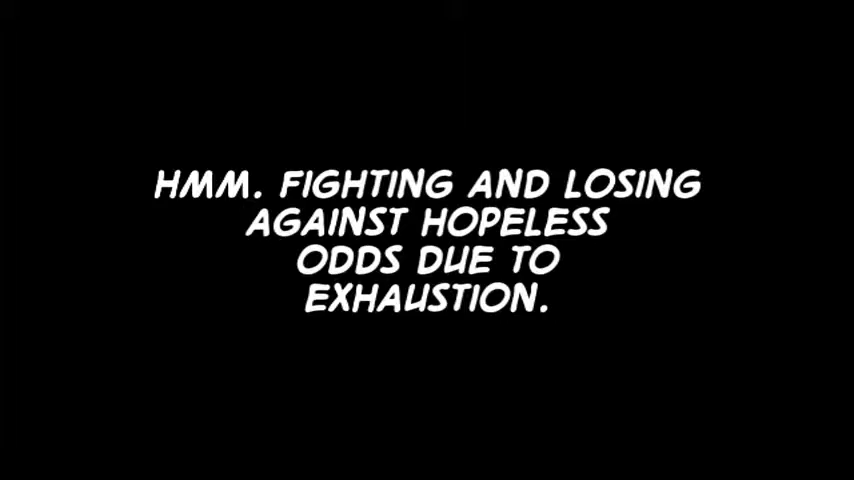 HMM. FIGHTING AND LOSING
AGAINST HOPELESS
ODDS DUE TO
EXHAUSTION.